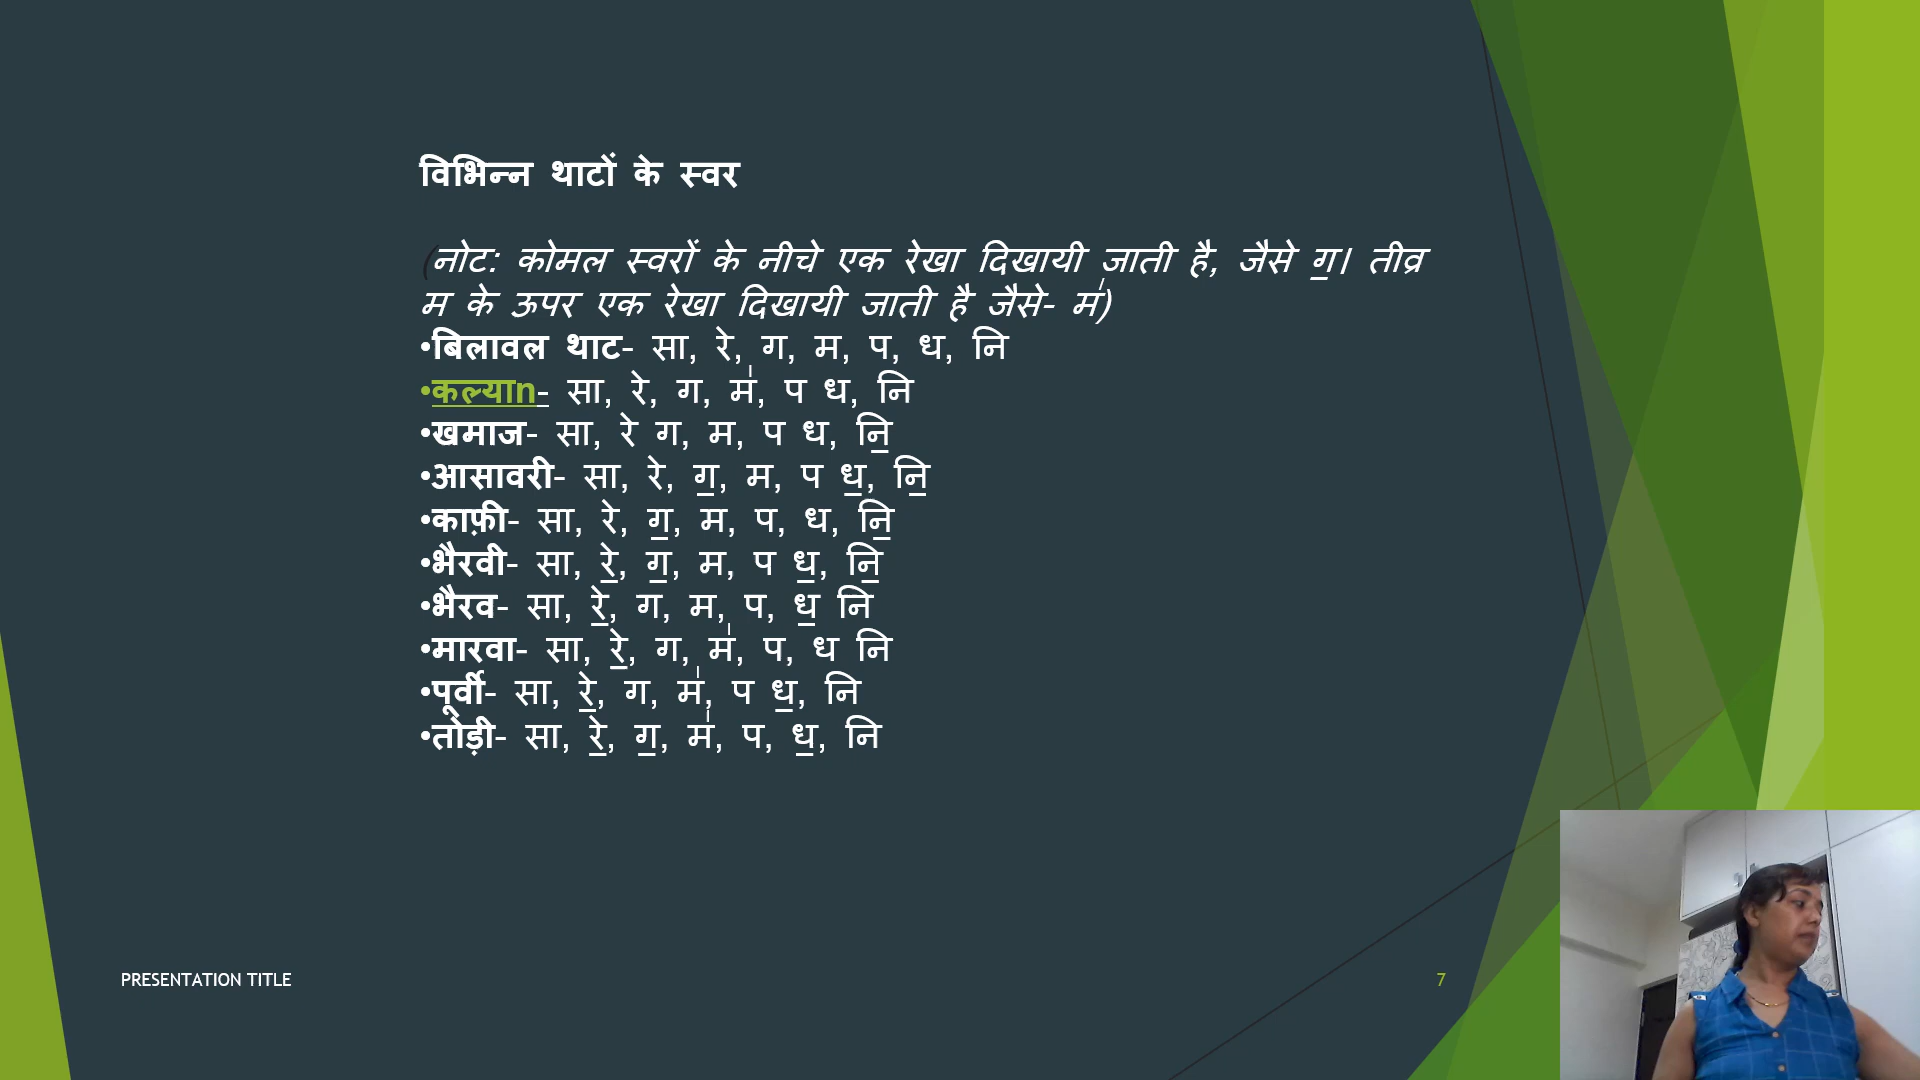 विभिन्न थाटों के स्वर
(नोट: कोमल स्वरों के नीचे एक रेखा दिखायी जाती है, जैसे ग॒। तीव्र
म के ऊपर एक रेखा दिखायी जाती है जैसे- म॑)
•बिलावल थाट- सा, रे, ग, म, प, ध, नि
•कल्याn- सा, रे, ग, म॑, प ध, नि
•खमाज- सा, रे ग, म, प ध, नि॒
•आसावरी- सा, रे, ग॒, म, प ध॒, नि॒
•काफ़ी- सा, रे, ग॒, म, प, ध, नि॒
•भैरवी- सा, रे॒, ग॒, म, प ध॒, नि॒
•भैरव- सा, रे॒, ग, म, प, ध॒ नि
•मारवा- सा, रे॒, ग, म॑, प, ध नि
•पूर्वी- सा, रे॒, ग, म॑, प ध॒, नि
•तोड़ी- सा, रे॒, ग॒, म॑, प, ध॒, नि
PRESENTATION TITLE
7